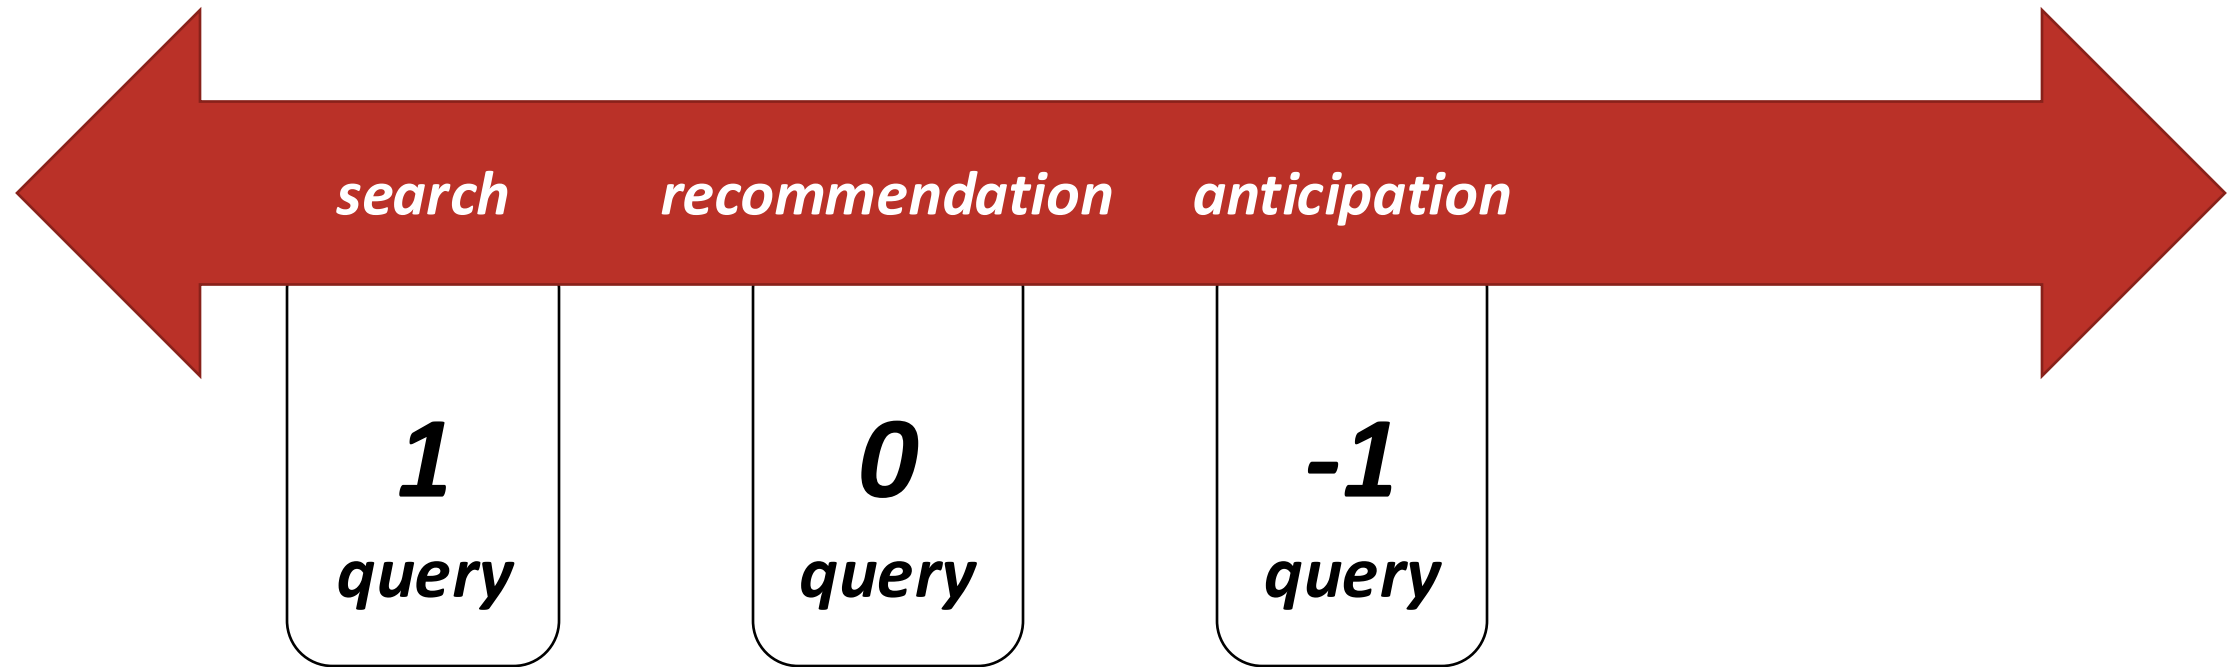 search recommendation anticipation
1 0 -1
query query query